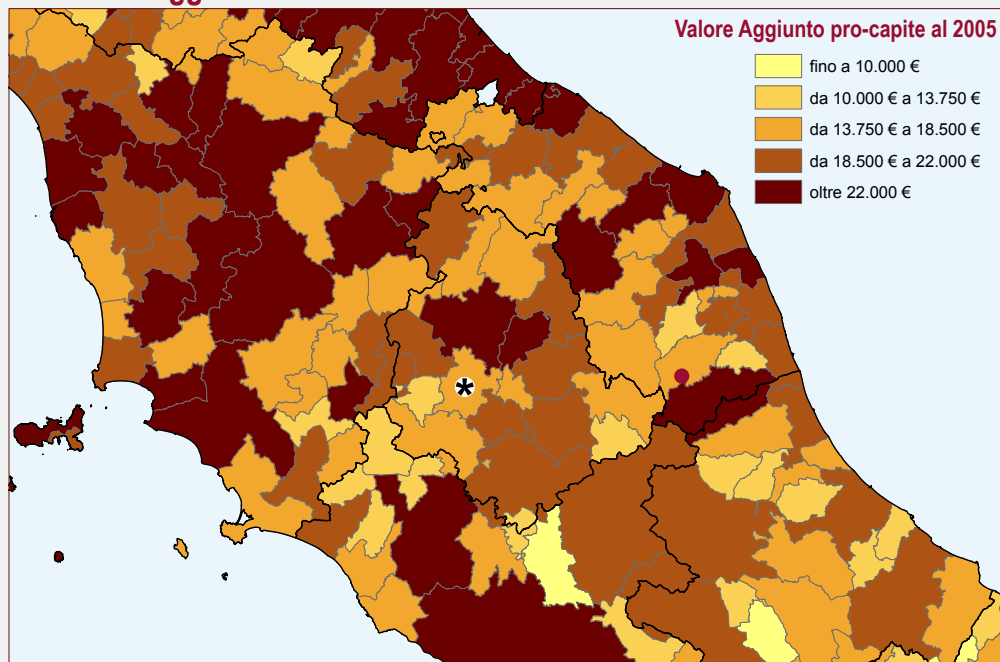 Valore Aggiunto pro-capite al 2005
fino a 10.000 €
da 10.000 € a 13.750 €
da 13.750 € a 18.500 €
da 18.500 € a 22.000 €
oltre 22.000 €
*